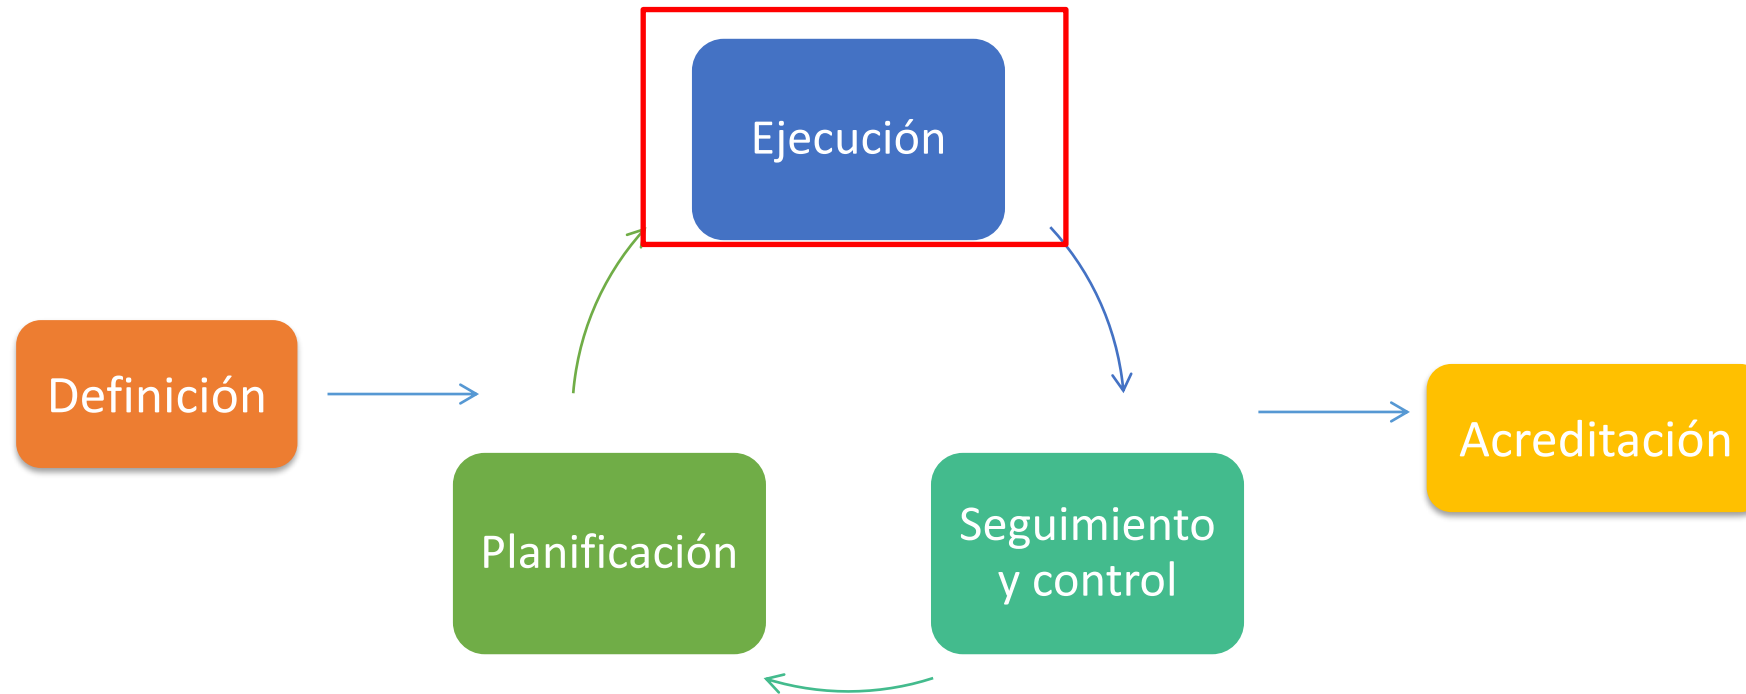 Ejecución
Definición
Planificación
Seguimiento
y control
Acreditación